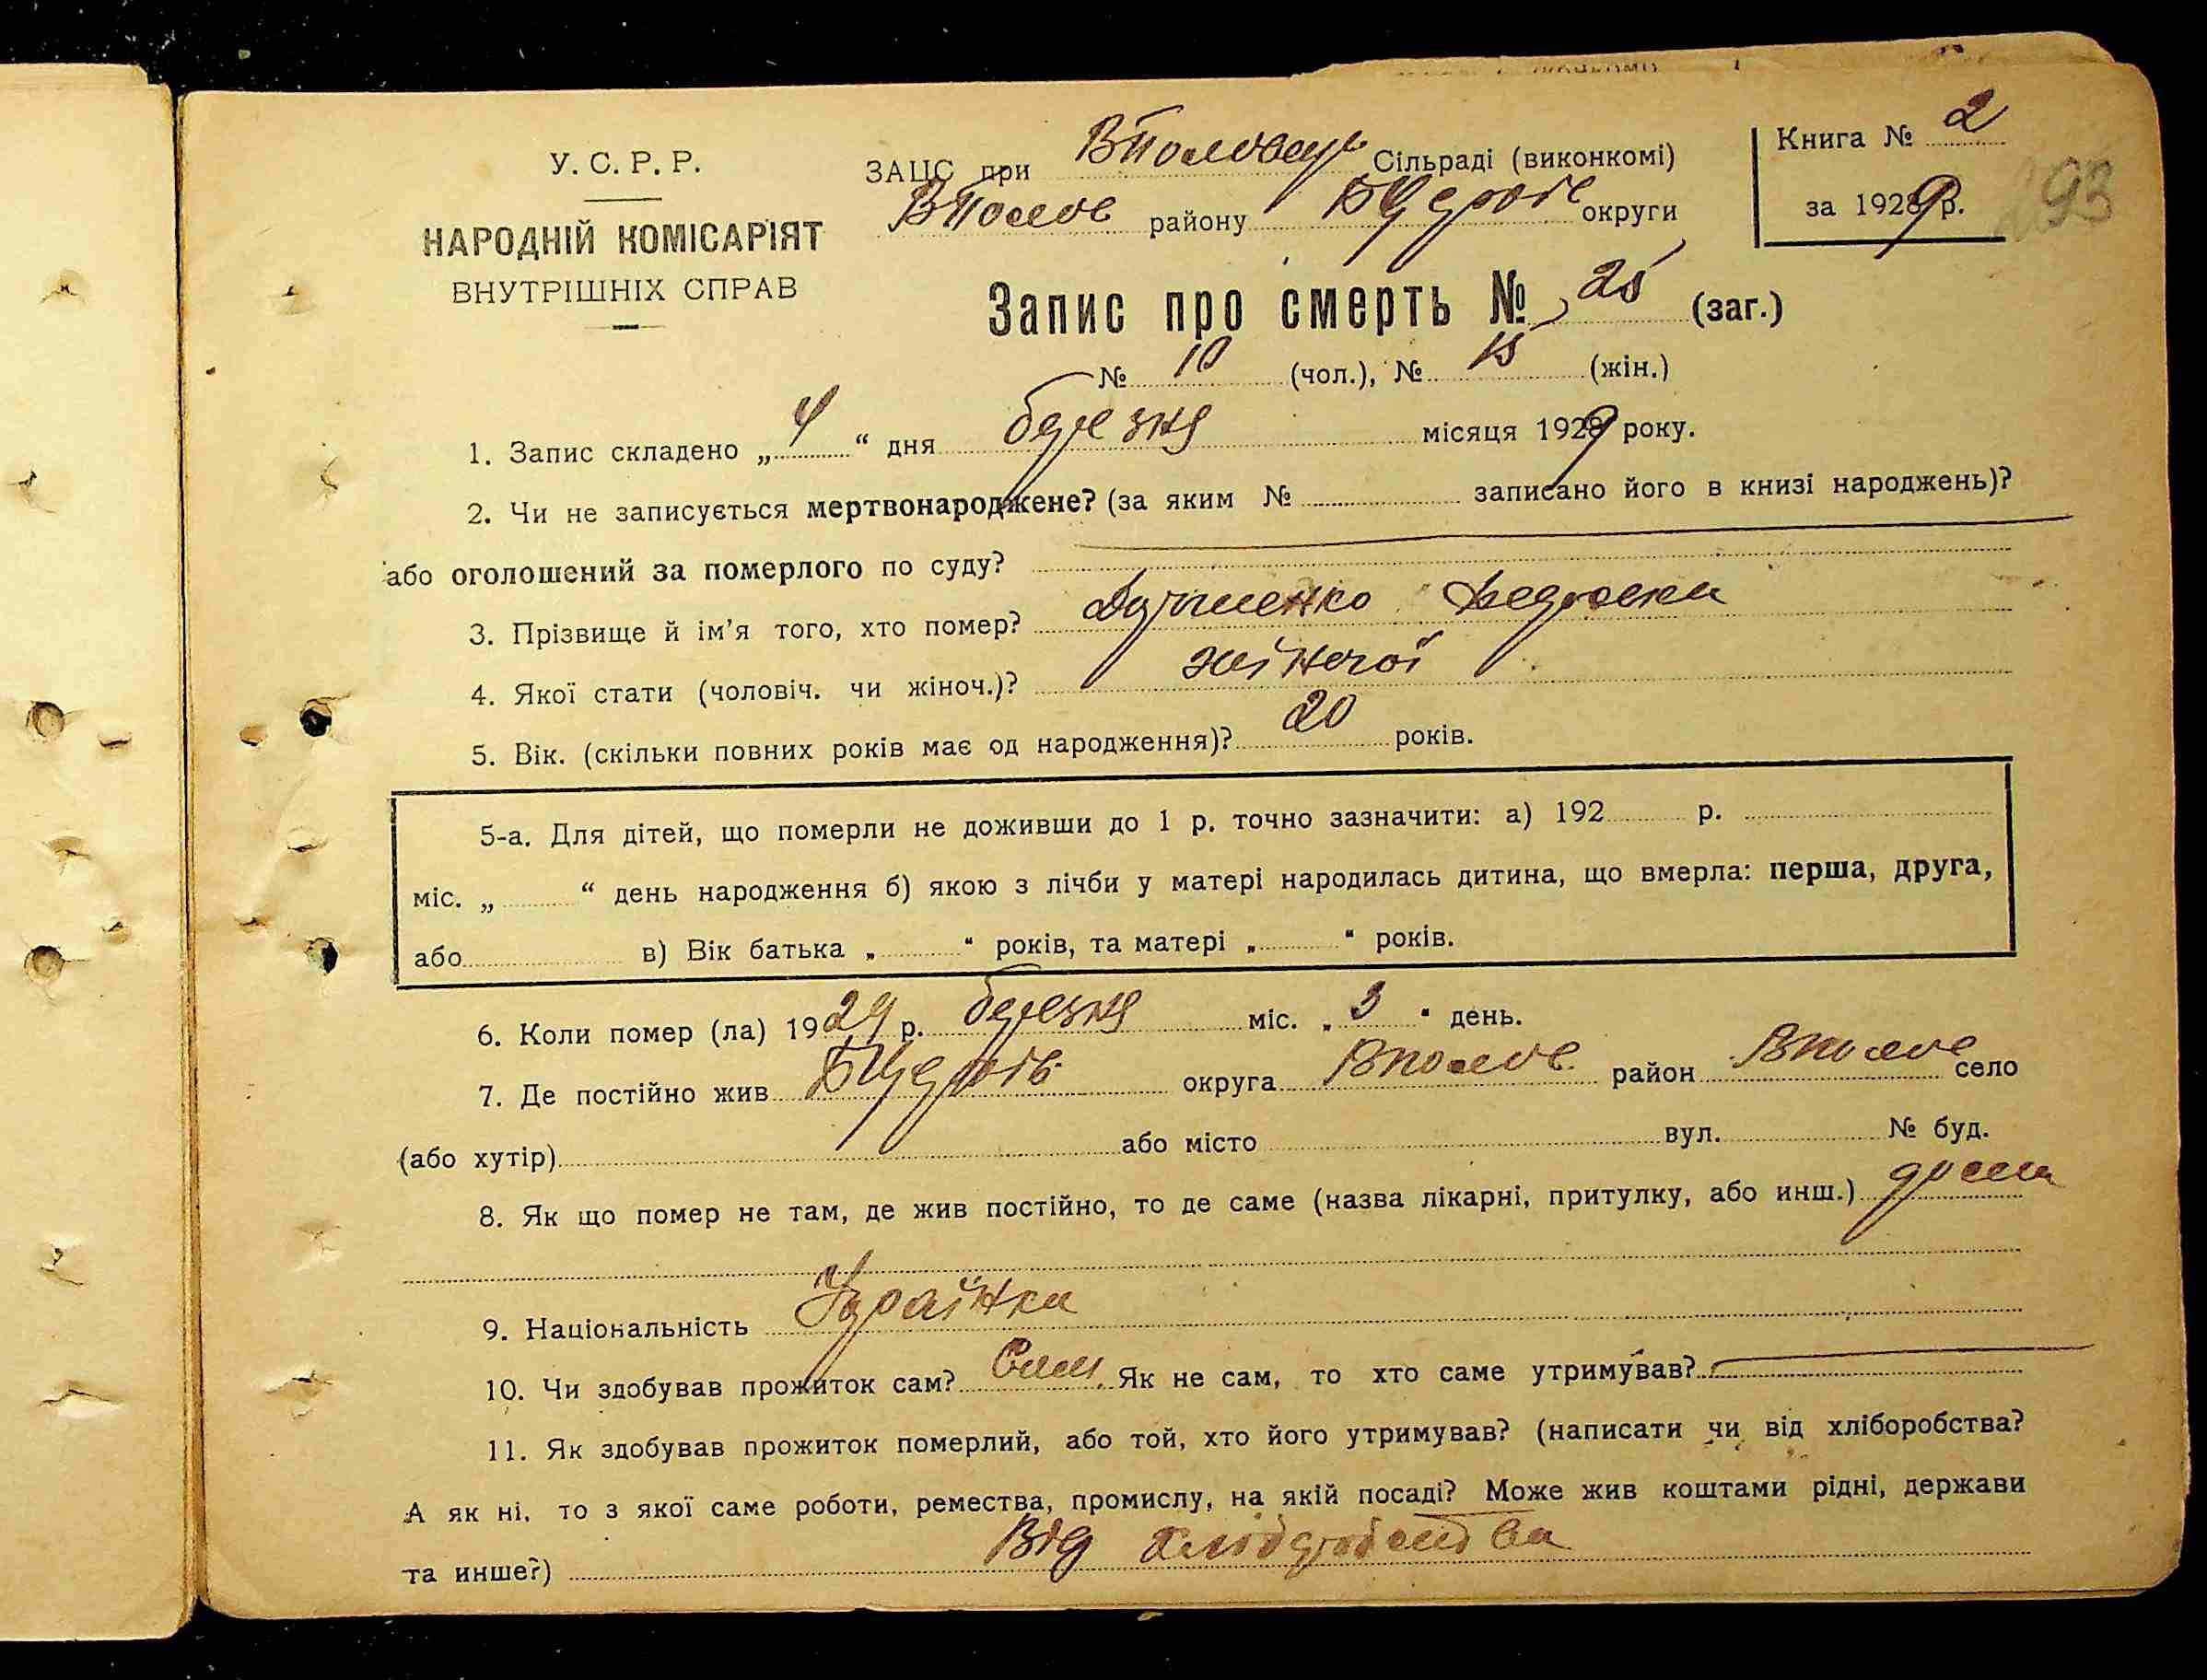 У. С. Р. Р.
НАРОДНІЙ КОМІСАРІЯТ
ВНУТРІШНІХ СПРАВ
ЗАЦС при ВПоловец. Сільраді (виконкомі)
ВПолов району БЦерків округи
Книга № 2
за 1929 р.
93
Запис про смерть № 25 (заг.)
№ 10 (чол.), № 15 (жін.)
1. Запис складено „ 4 “ дня березня місяця 1929 року.
2. Чи не записується мертвонароджене? (за яким № записано його в книзі народжень)?
або оголошений за померлого по суду?
3. Прізвище й ім’я того, хто помер?
4. Якої стати (чоловіч. чи жіноч.)? жіночої
5. Вік. (скільки повних років має од народження)? 20 років.
5-а. Для дітей, що померли не доживши до 1 р. точно зазначити: а) 192 р.
міс. „ “ день народження б) якою з лічби у матері народилась дитина, що вмерла: перша, друга,
або в) Вік батька „ “ років, та матері „ “ років.
6. Коли помер (ла) 1929 р. березня міс. „ 3 “ день.
7. Де постійно жив БЦерків округа ВПолов. район ВПолов село
(або хутір) або місто вул. № буд.
8. Як що помер не там, де жив постійно, то де саме (назва лікарні, притулку, або инш.) дома
9. Національність Українка
10. Чи здобував прожиток сам? Сам. Як не сам, то хто саме утримував?
11. Як здобував прожиток померлий, або той, хто його утримував? (написати чи від хліборобства?
А як ні, то з якої саме роботи, ремества, промислу, на якій посаді? Може жив коштами рідні, держави
та инше?) Від хліборобства